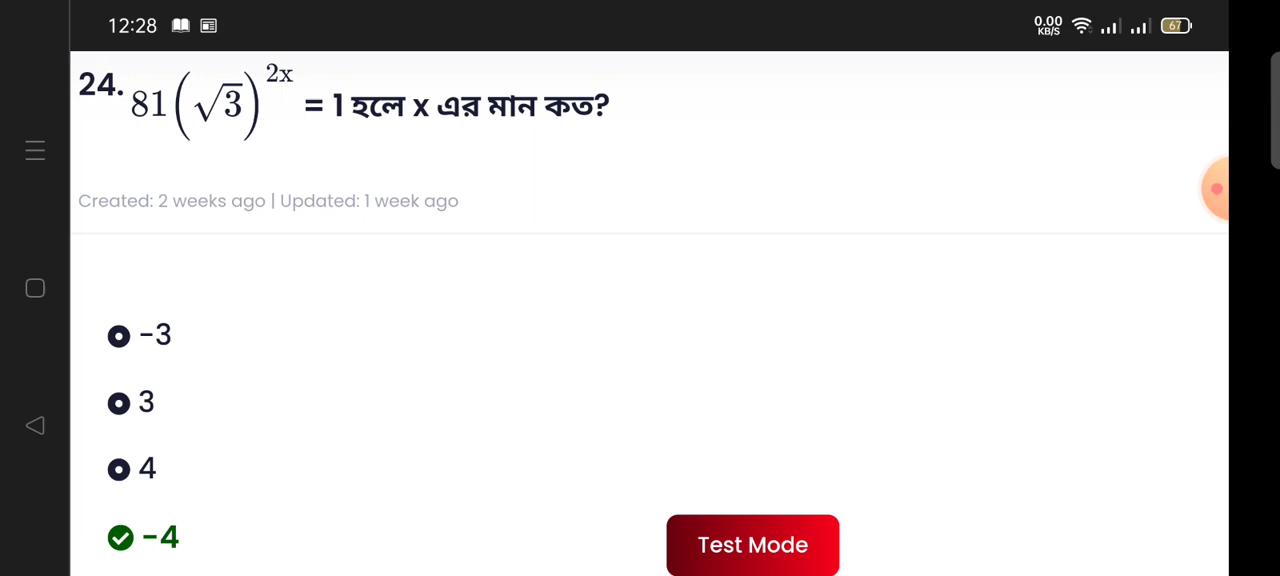 12:28
0.00 KB/S
67
24. 81(√3)^2x = 1 হলে x এর মান কত?
Created: 2 weeks ago | Updated: 1 week ago
-3
3
4
-4
Test Mode